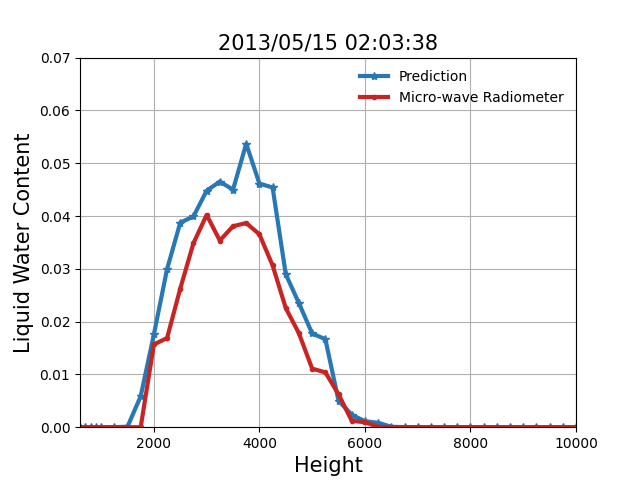 2013/05/15 02:03:38
0.07
0.06
0.05
0.04
0.03
0.02
0.01
0.00
Liquid Water Content
Prediction
Micro-wave Radiometer
2000 4000 6000 8000 10000
Height